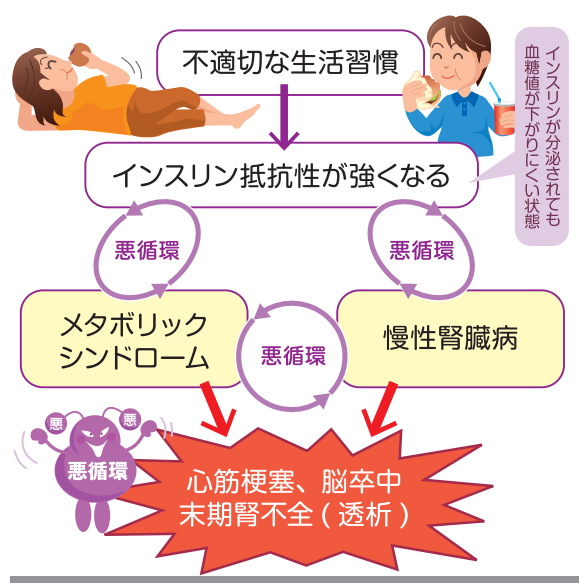 不適切な生活習慣
インスリンが分泌されても
血糖値が下がりにくい状態
インスリン抵抗性が強くなる
悪循環
悪循環
メタボリック
シンドローム
悪循環
慢性腎臓病
悪
悪
悪循環
心筋梗塞、脳卒中
末期腎不全(透析)